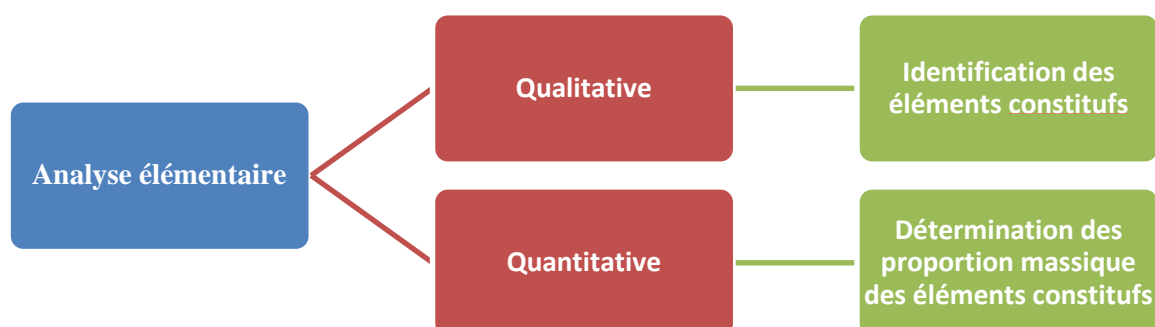 Analyse élémentaire
Qualitative
Identification des
éléments constitufs
Quantitative
Détermination des
proportion massique
des éléments constitufs